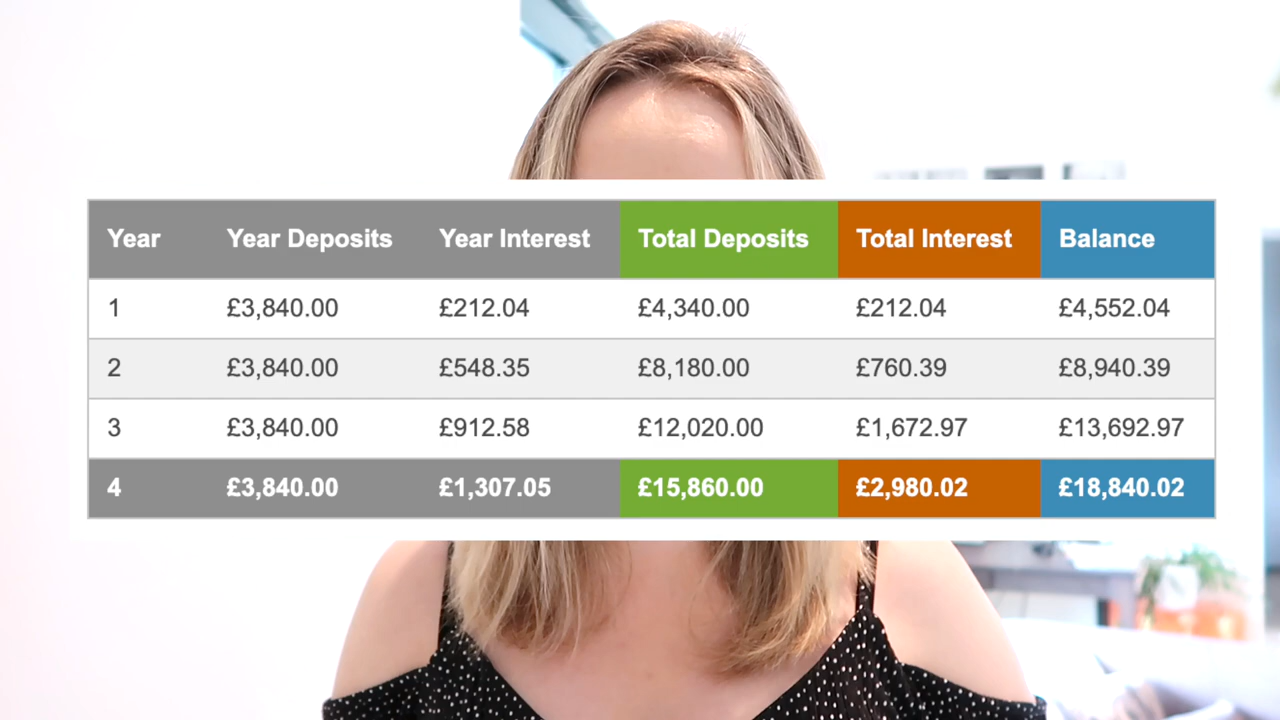 Year Year Deposits Year Interest Total Deposits Total Interest Balance
1 £3,840.00 £212.04 £4,340.00 £212.04 £4,552.04
2 £3,840.00 £548.35 £8,180.00 £760.39 £8,940.39
3 £3,840.00 £912.58 £12,020.00 £1,672.97 £13,692.97
4 £3,840.00 £1,307.05 £15,860.00 £2,980.02 £18,840.02